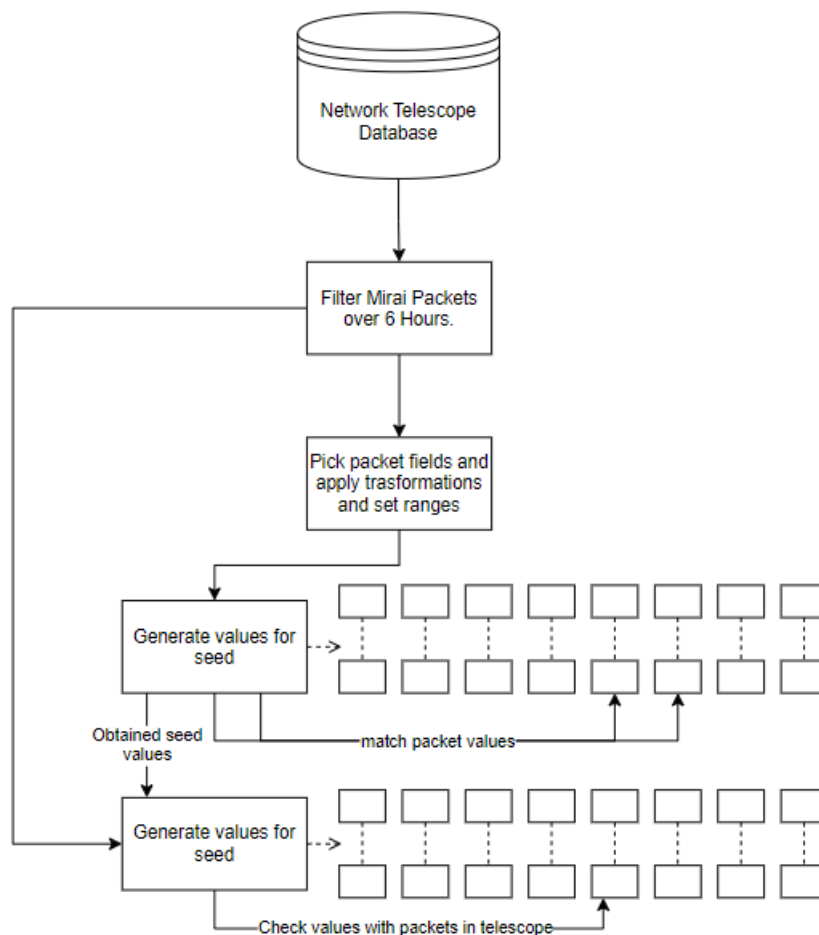 Network Telescope
Database
Filter Mirai Packets
over 6 Hours.
Pick packet fields and
apply trasformations
and set ranges
Generate values for
seed
Obtained seed
values
match packet values
Generate values for
seed
Check values with packets in telescope